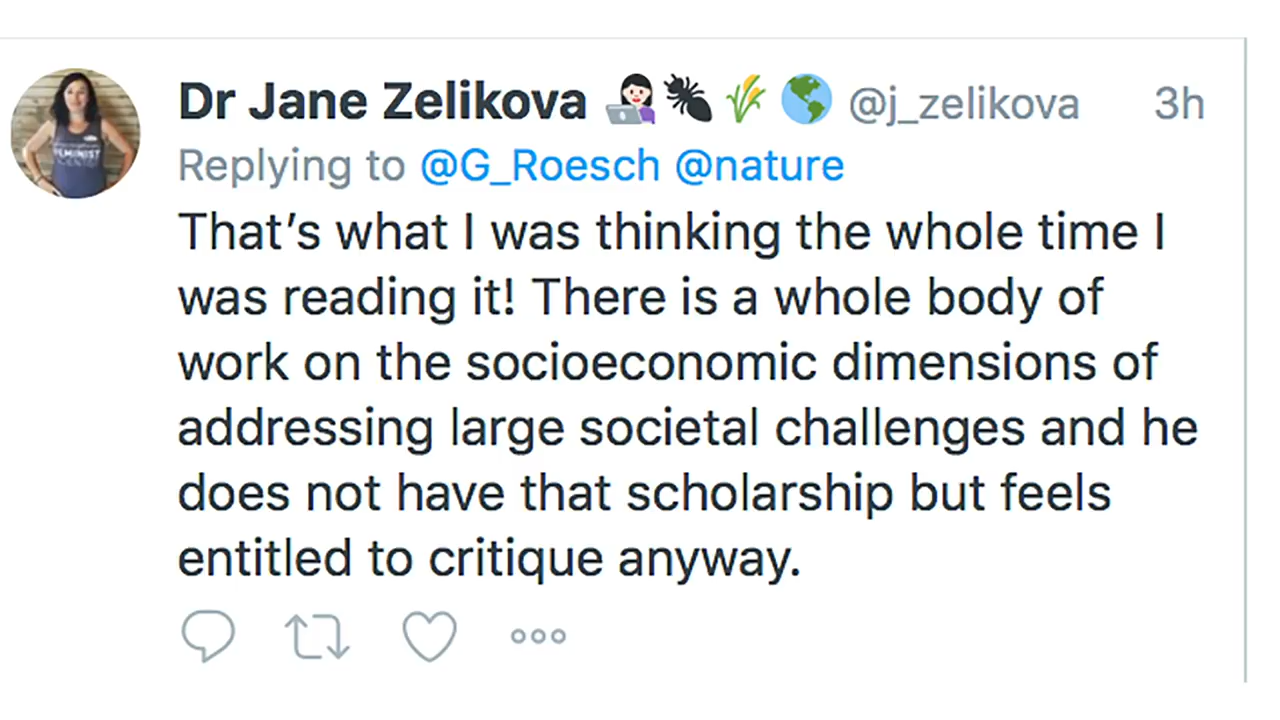 Dr Jane Zelikova @j_zelikova 3h
Replying to @G_Roesch @nature
That's what I was thinking the whole time I
was reading it! There is a whole body of
work on the socioeconomic dimensions of
addressing large societal challenges and he
does not have that scholarship but feels
entitled to critique anyway.
FEMINIST